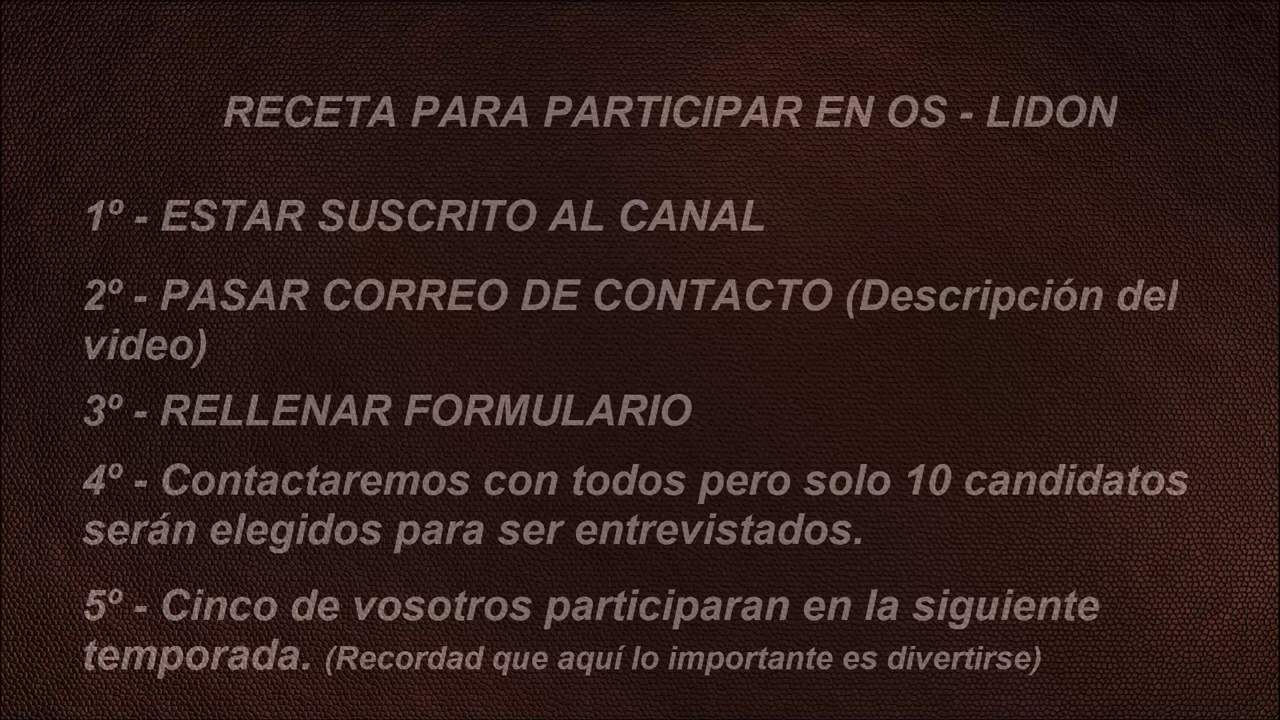 RECETA PARA PARTICIPAR EN OS - LIDON
1º - ESTAR SUSCRITO AL CANAL
2º - PASAR CORREO DE CONTACTO (Descripción del
video)
3º - RELLENAR FORMULARIO
4º - Contactaremos con todos pero solo 10 candidatos
serán elegidos para ser entrevistados.
5º - Cinco de vosotros participaran en la siguiente
temporada. (Recordad que aquí lo importante es divertirse)